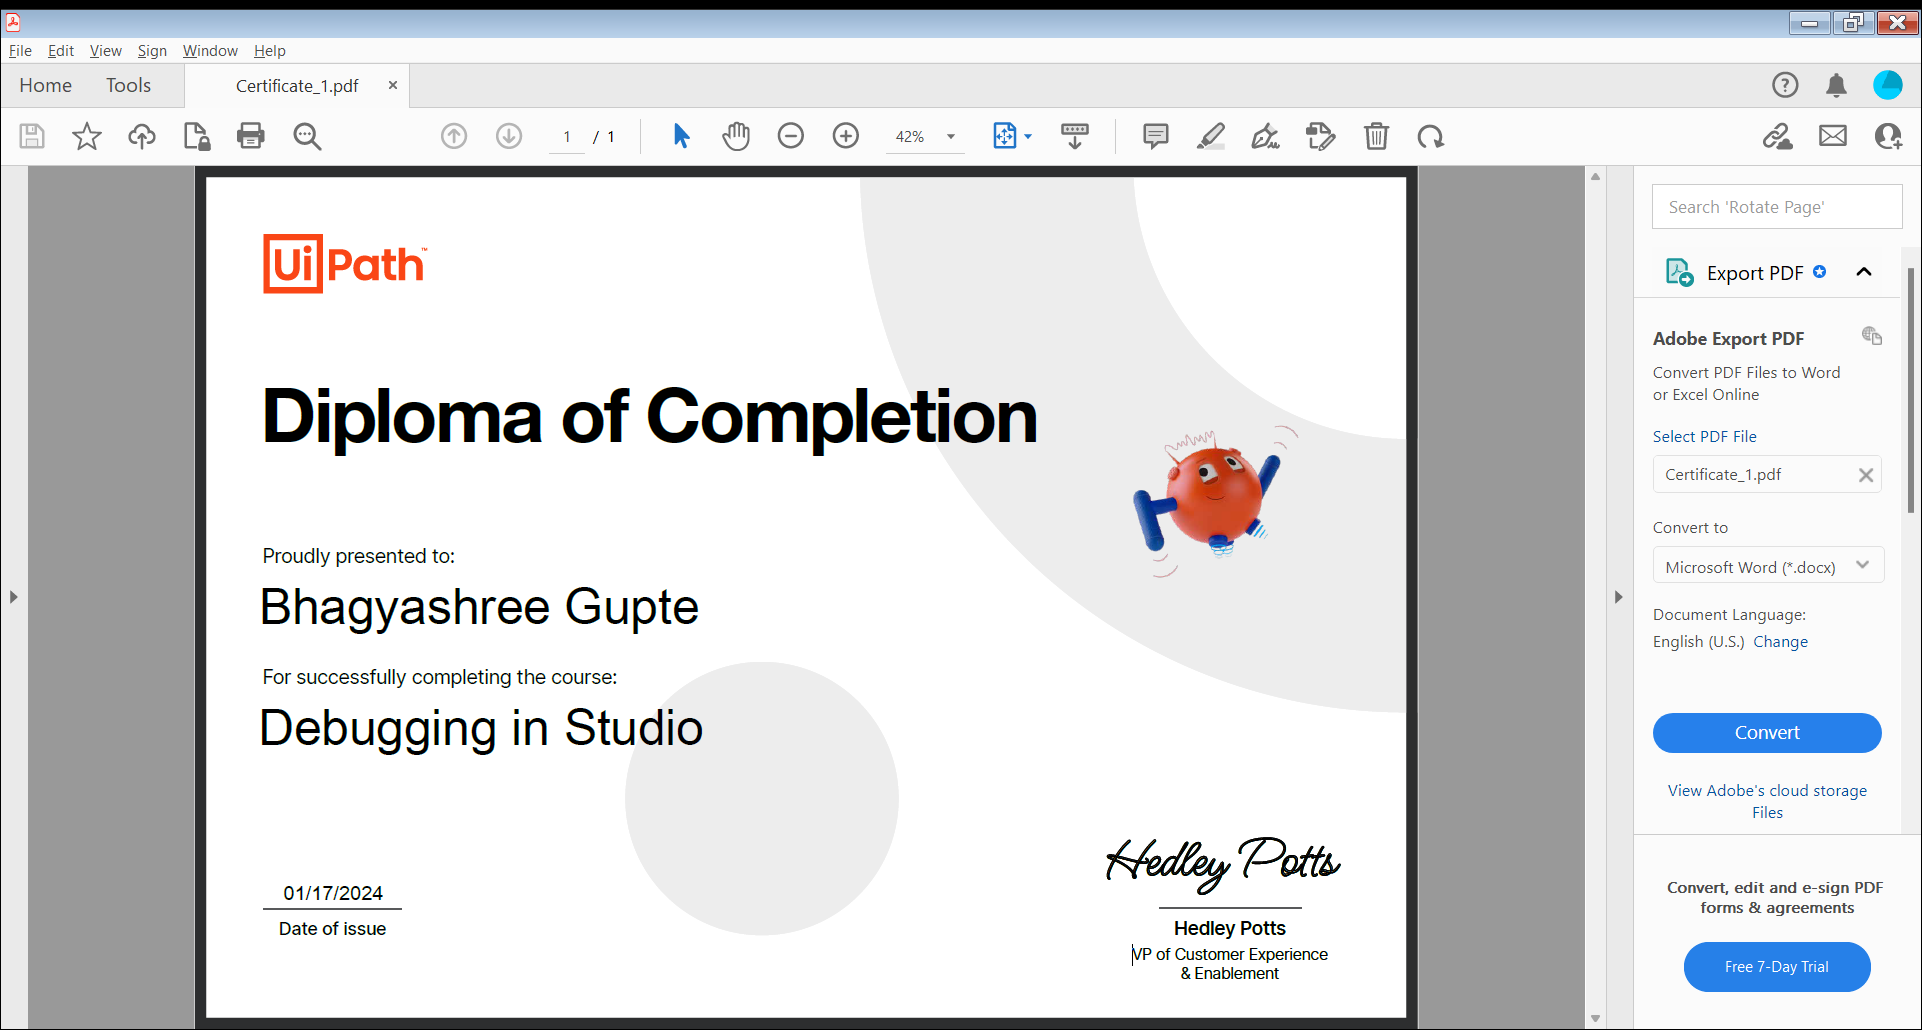 File Edit View Sign Window Help
Home Tools Certificate_1.pdf
1 / 1 42%
UiPath™
Diploma of Completion
Proudly presented to:
Bhagyashree Gupte
For successfully completing the course:
Debugging in Studio
01/17/2024
Date of issue
Hedley Potts
Hedley Potts
VP of Customer Experience
& Enablement
Search 'Rotate Page'
Export PDF
Adobe Export PDF
Convert PDF Files to Word
or Excel Online
Select PDF File
Certificate_1.pdf
Convert to
Microsoft Word (*.docx)
Document Language:
English (U.S.) Change
Convert
View Adobe's cloud storage
Files
Convert, edit and e-sign PDF
forms & agreements
Free 7-Day Trial